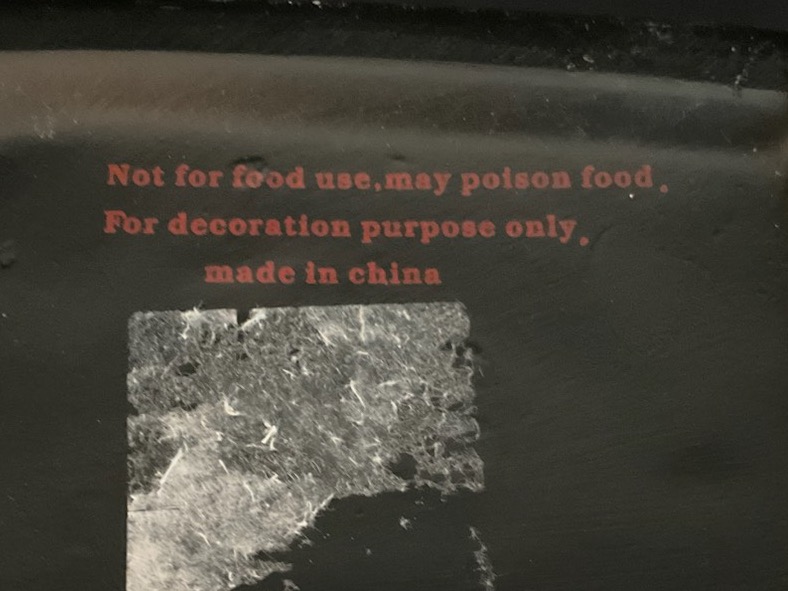 Not for food use,may poison food.
For decoration purpose only.
made in china